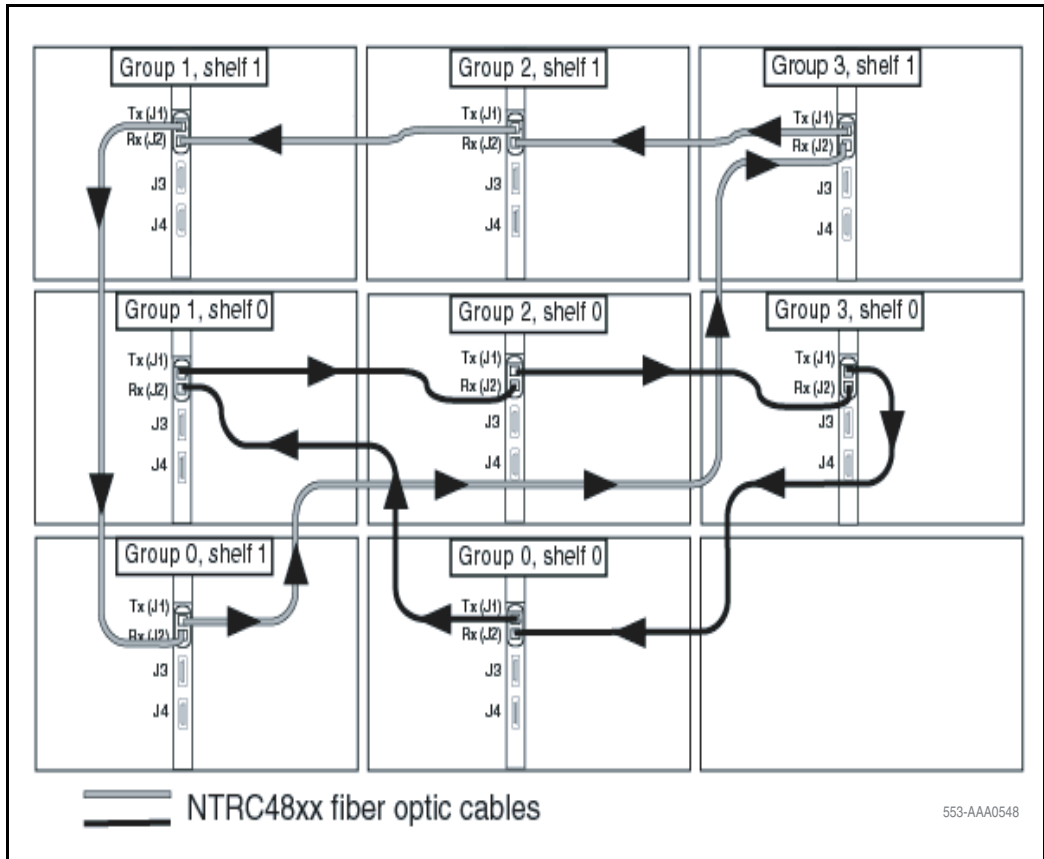 Group 1, shelf 1
Tx (J1)
Rx (J2)
J3
J4
Group 2, shelf 1
Tx (J1)
Rx (J2)
J3
J4
Group 3, shelf 1
Tx (J1)
Rx (J2)
J3
J4
Group 1, shelf 0
Tx (J1)
Rx (J2)
J3
J4
Group 2, shelf 0
Tx (J1)
Rx (J2)
J3
J4
Group 3, shelf 0
Tx (J1)
Rx (J2)
J3
J4
Group 0, shelf 1
Tx (J1)
Rx (J2)
J3
J4
Group 0, shelf 0
Tx (J1)
Rx (J2)
J3
J4
NTRC48xx fiber optic cables
553-AAA0548